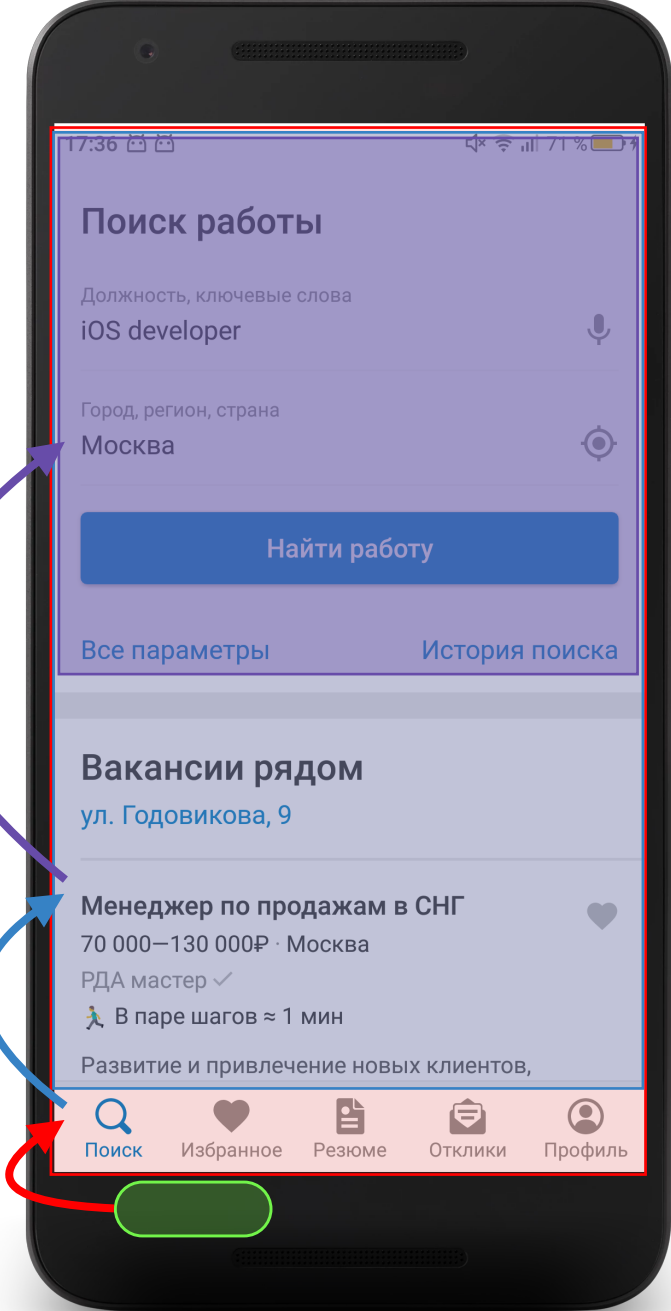 17:36 71 %
Поиск работы
Должность, ключевые слова
iOS developer
Город, регион, страна
Москва
Найти работу
Все параметры История поиска
Вакансии рядом
ул. Годовикова, 9
Менеджер по продажам в СНГ
70 000—130 000₽ · Москва
РДА мастер
В паре шагов ≈ 1 мин
Развитие и привлечение новых клиентов,
Поиск Избранное Резюме Отклики Профиль